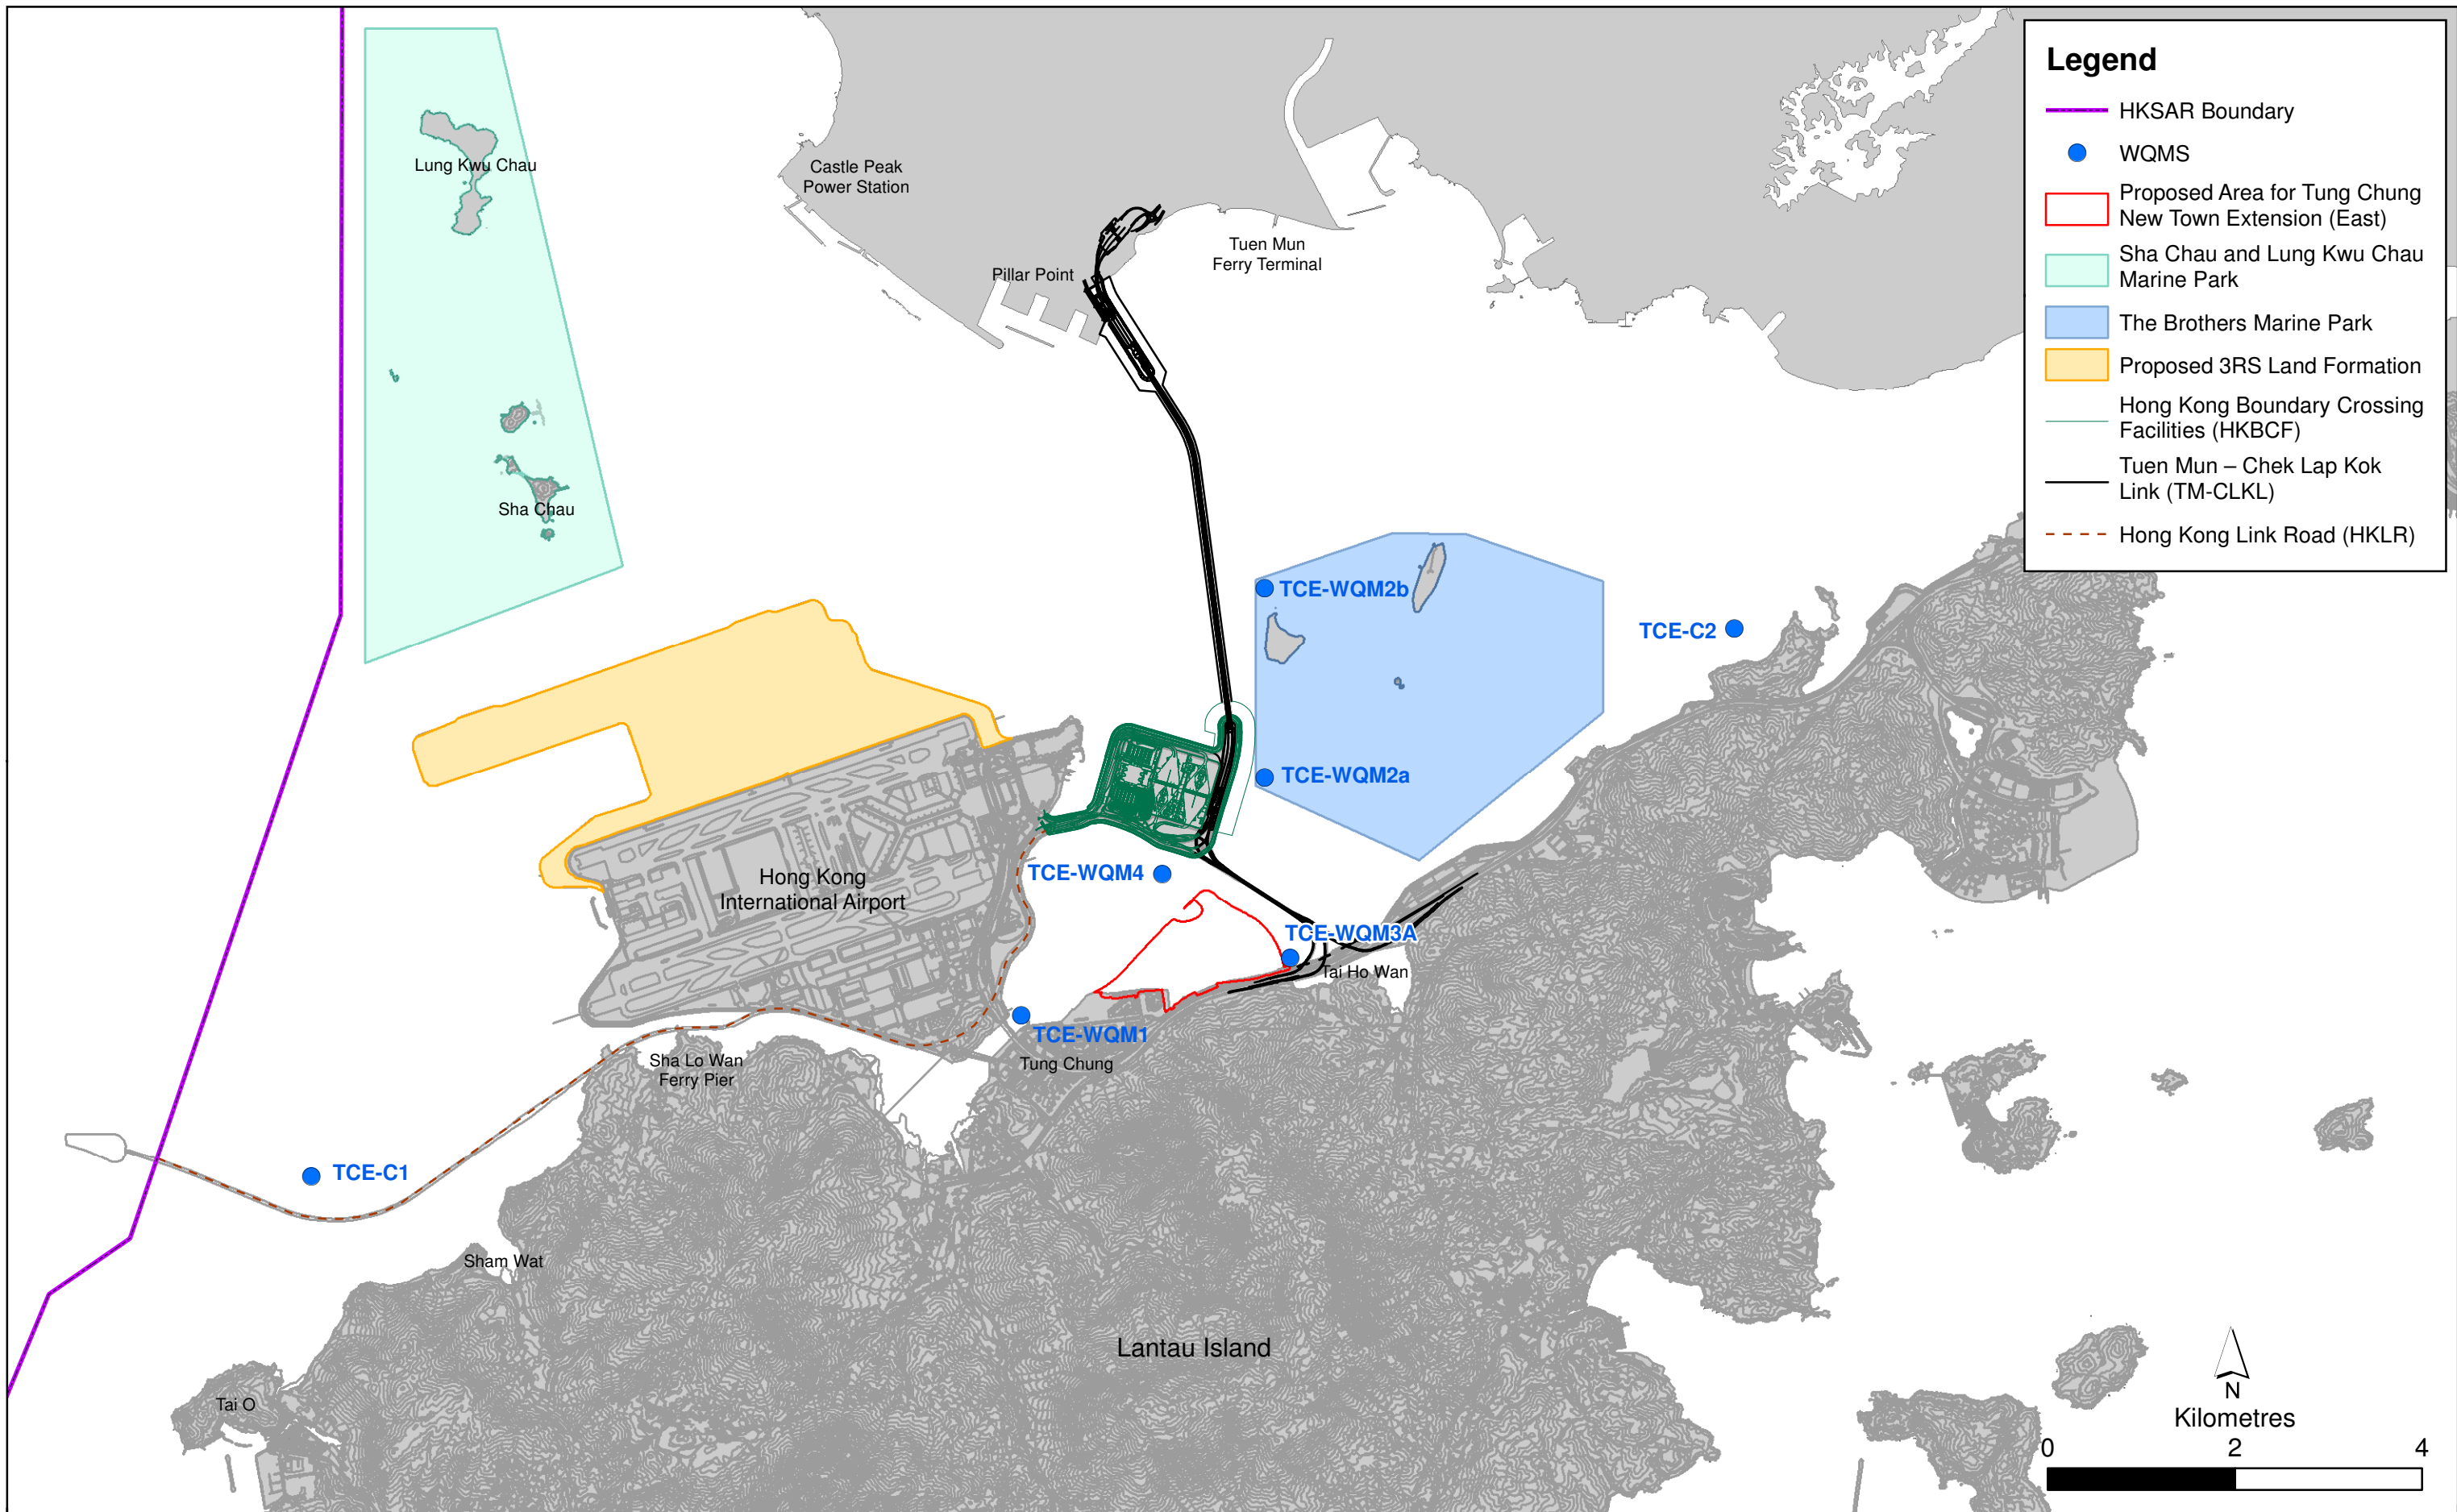 Legend
HKSAR Boundary
WQMS
Proposed Area for Tung Chung
New Town Extension (East)
Sha Chau and Lung Kwu Chau
Marine Park
The Brothers Marine Park
Proposed 3RS Land Formation
Hong Kong Boundary Crossing
Facilities (HKBCF)
Tuen Mun – Chek Lap Kok
Link (TM-CLKL)
Hong Kong Link Road (HKLR)
Lung Kwu Chau
Castle Peak
Power Station
Tuen Mun
Ferry Terminal
Pillar Point
Sha Chau
TCE-WQM2b
TCE-C2
TCE-WQM2a
TCE-WQM4
Hong Kong
International Airport
TCE-WQM3A
Tai Ho Wan
TCE-WQM1
Tung Chung
Sha Lo Wan
Ferry Pier
TCE-C1
Sham Wat
Lantau Island
Tai O
N
Kilometres
0 2 4